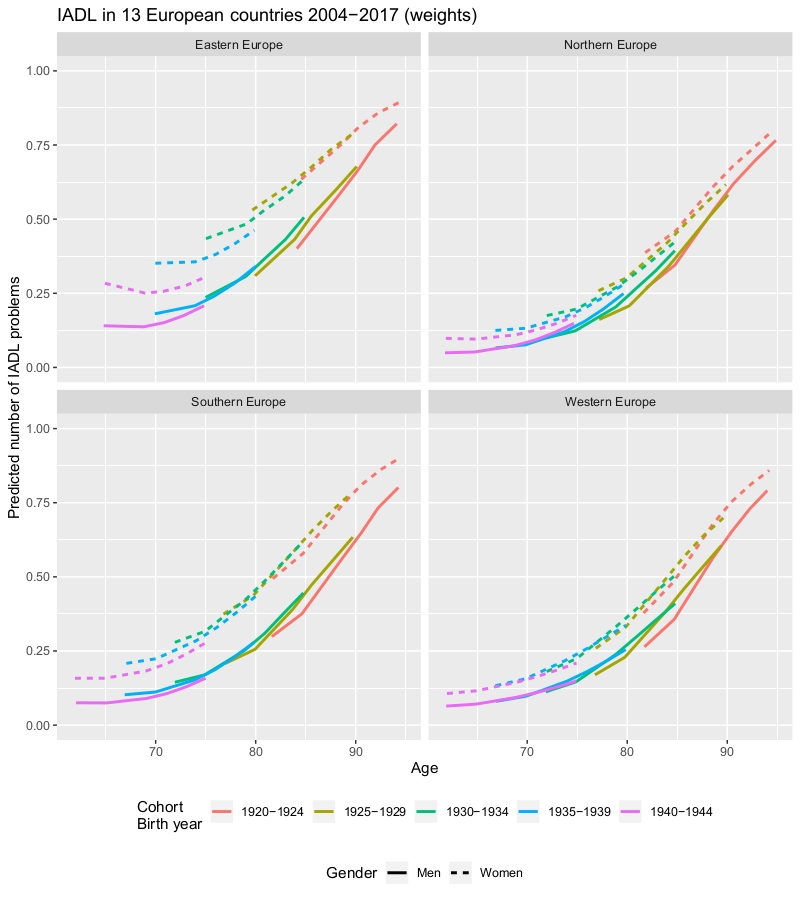 IADL in 13 European countries 2004−2017 (weights)
Eastern Europe
Northern Europe
1.00
0.75
0.50
0.25
0.00
Southern Europe
Western Europe
1.00
0.75
0.50
0.25
0.00
Predicted number of IADL problems
70 80 90
70 80 90
Age
Cohort
Birth year
1920−1924
1925−1929
1930−1934
1935−1939
1940−1944
Gender
Men
Women